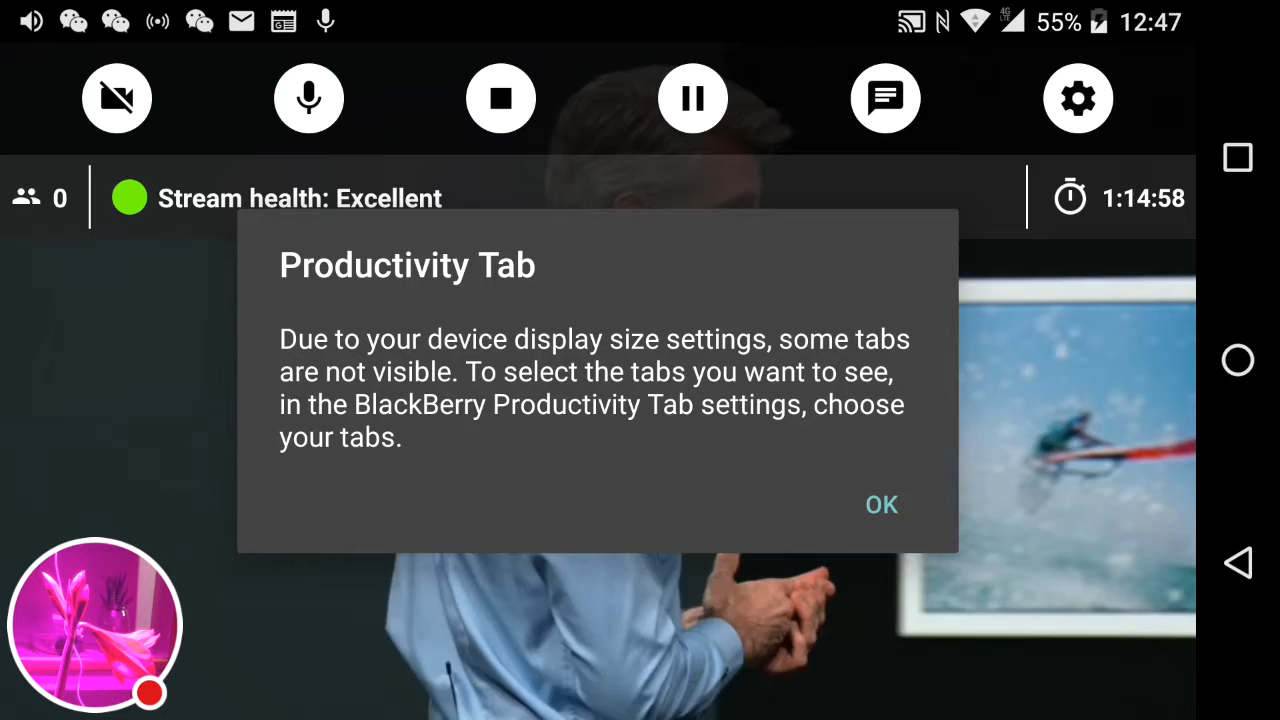 4G LTE 55% 12:47
0 Stream health: Excellent 1:14:58
Productivity Tab
Due to your device display size settings, some tabs
are not visible. To select the tabs you want to see,
in the BlackBerry Productivity Tab settings, choose
your tabs.
OK